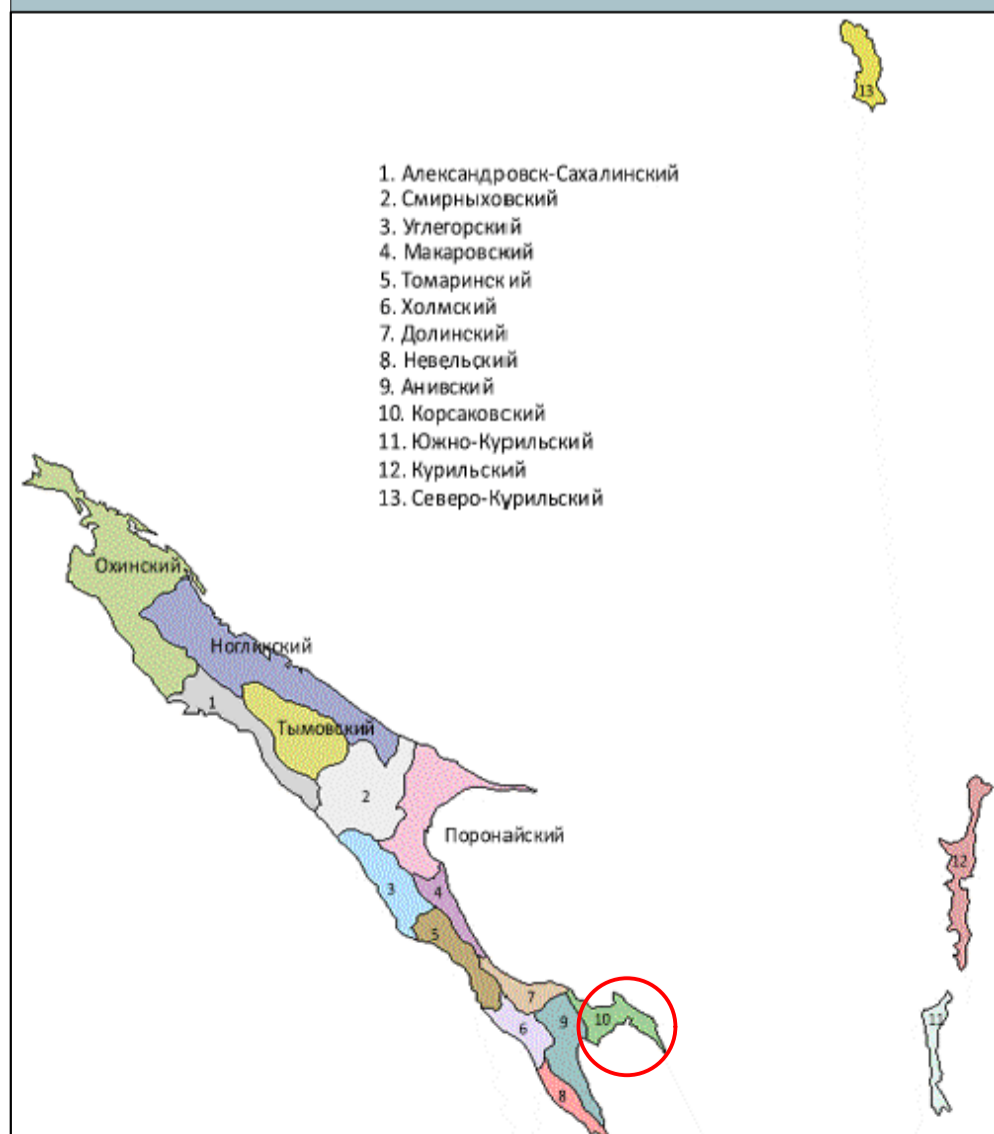 13
1. Александровск-Сахалинский
2. Смирныховский
3. Углегорский
4. Макаровский
5. Томаринский
6. Холмский
7. Долинский
8. Невельский
9. Анивский
10. Корсаковский
11. Южно-Курильский
12. Курильский
13. Северо-Курильский
Охинский
Ногликский
1
Тымовский
2
Поронайский
12
3
4
5
7
10
11
9
6
8